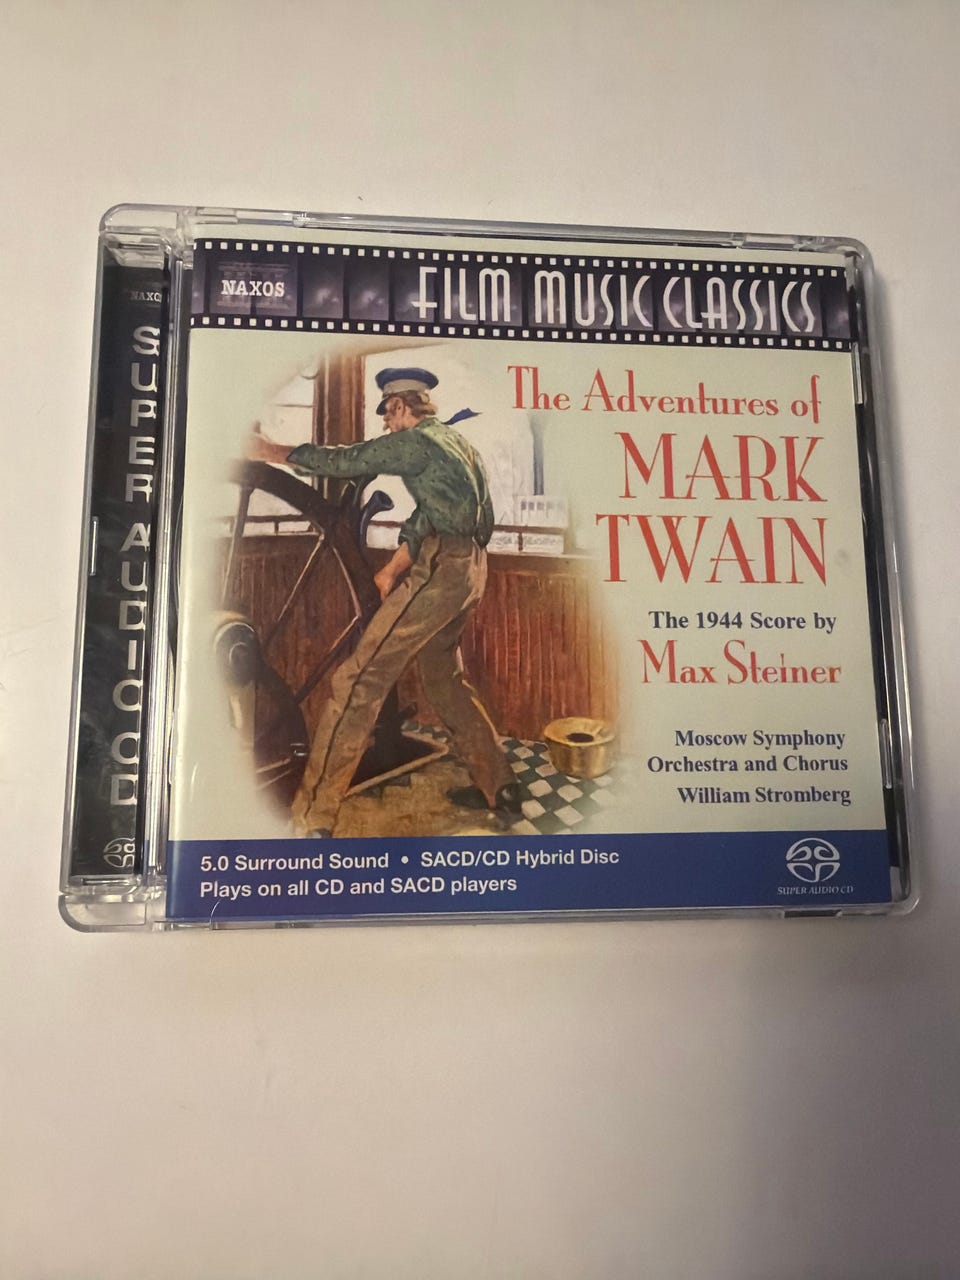 NAXOS
SUPER AUDIO CD
NAXOS
FILM MUSIC CLASSICS
The Adventures of
MARK
TWAIN
The 1944 Score by
Max Steiner
Moscow Symphony
Orchestra and Chorus
William Stromberg
5.0 Surround Sound • SACD/CD Hybrid Disc
Plays on all CD and SACD players
SUPER AUDIO CD